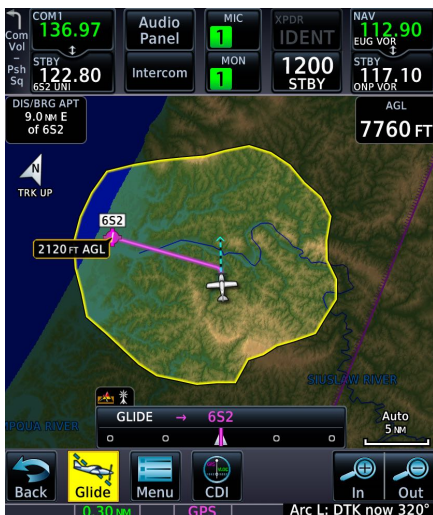 Com
Vol
–
Psh
Sq
COM1
136.97
STBY
122.80
6S2 UNI
Audio
Panel
Intercom
MIC
1
MON
1
XPDR
IDENT
1200
STBY
NAV
112.90
EUG VOR
STBY
117.10
ONP VOR
DIS/BRG APT
9.0 NM E
of 6S2
AGL
7760 FT
N
TRK UP
6S2
2120 FT AGL
SIUSLAW RIVER
MPQUA RIVER
GLIDE → 6S2
Auto
5 NM
Back
Glide
Menu
CDI
In
Out
0.30 NM
GPS
Arc L: DTK now 320°